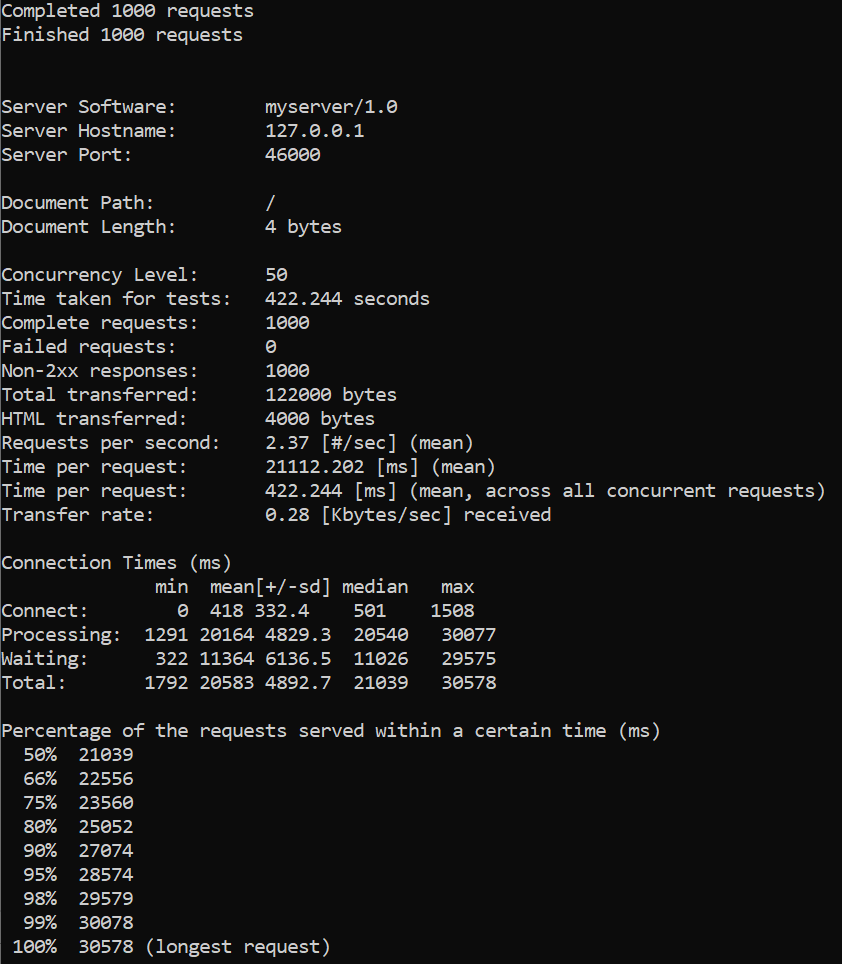 Completed 1000 requests
Finished 1000 requests
Server Software:        myserver/1.0
Server Hostname:        127.0.0.1
Server Port:            46000
Document Path:          /
Document Length:        4 bytes
Concurrency Level:      50
Time taken for tests:   422.244 seconds
Complete requests:      1000
Failed requests:        0
Non-2xx responses:      1000
Total transferred:      122000 bytes
HTML transferred:       4000 bytes
Requests per second:    2.37 [#/sec] (mean)
Time per request:       21112.202 [ms] (mean)
Time per request:       422.244 [ms] (mean, across all concurrent requests)
Transfer rate:          0.28 [Kbytes/sec] received
Connection Times (ms)
              min  mean[+/-sd] median   max
Connect:        0  418 332.4    501    1508
Processing:  1291 20164 4829.3  20540   30077
Waiting:      322 11364 6136.5  11026   29575
Total:       1792 20583 4892.7  21039   30578
Percentage of the requests served within a certain time (ms)
  50%  21039
  66%  22556
  75%  23560
  80%  25052
  90%  27074
  95%  28574
  98%  29579
  99%  30078
 100%  30578 (longest request)